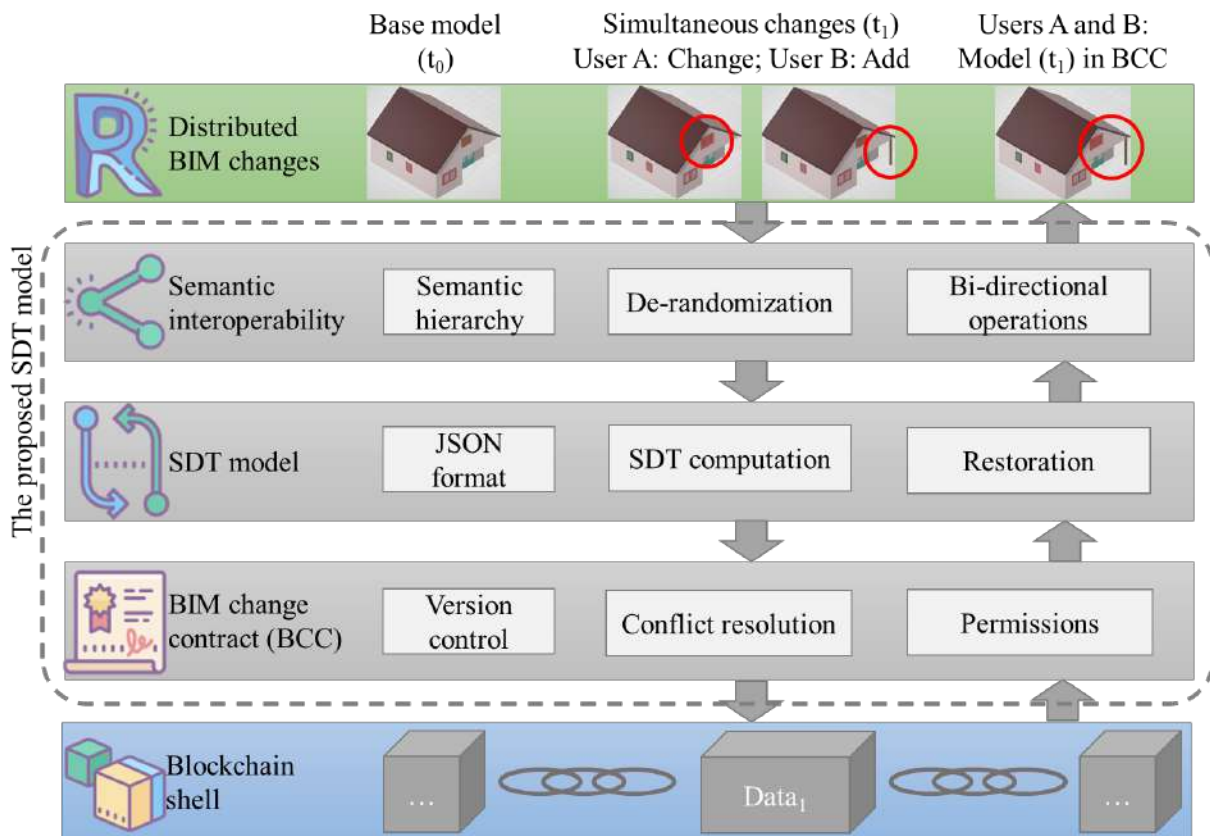 Base model
(t₀)
Simultaneous changes (t₁)
User A: Change; User B: Add
Users A and B:
Model (t₁) in BCC
Distributed
BIM changes
The proposed SDT model
Semantic
interoperability
Semantic
hierarchy
De-randomization
Bi-directional
operations
SDT model
JSON
format
SDT computation
Restoration
BIM change
contract (BCC)
Version
control
Conflict resolution
Permissions
Blockchain
shell
...
Data₁
...